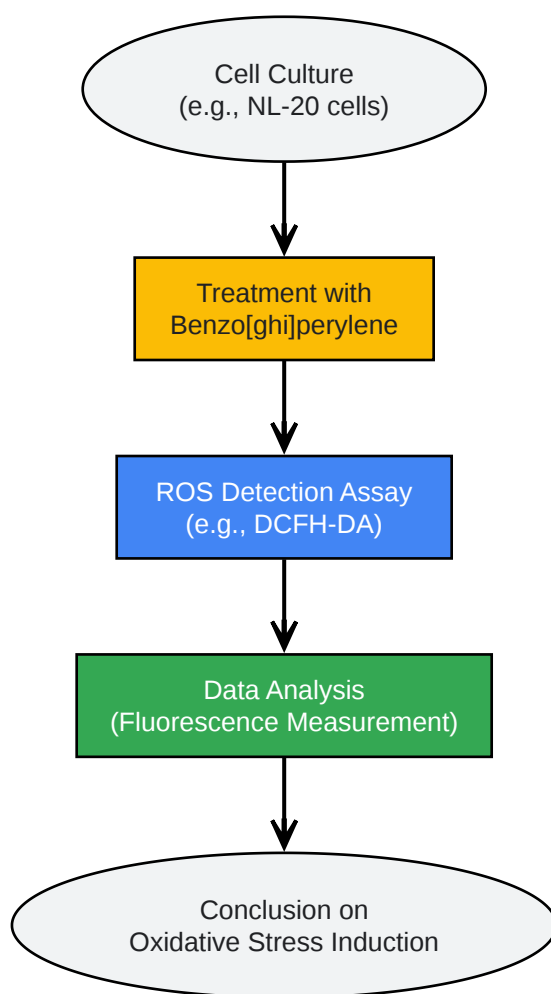 Cell Culture
(e.g., NL-20 cells)
Treatment with
Benzo[ghi]perylene
ROS Detection Assay
(e.g., DCFH-DA)
Data Analysis
(Fluorescence Measurement)
Conclusion on
Oxidative Stress Induction